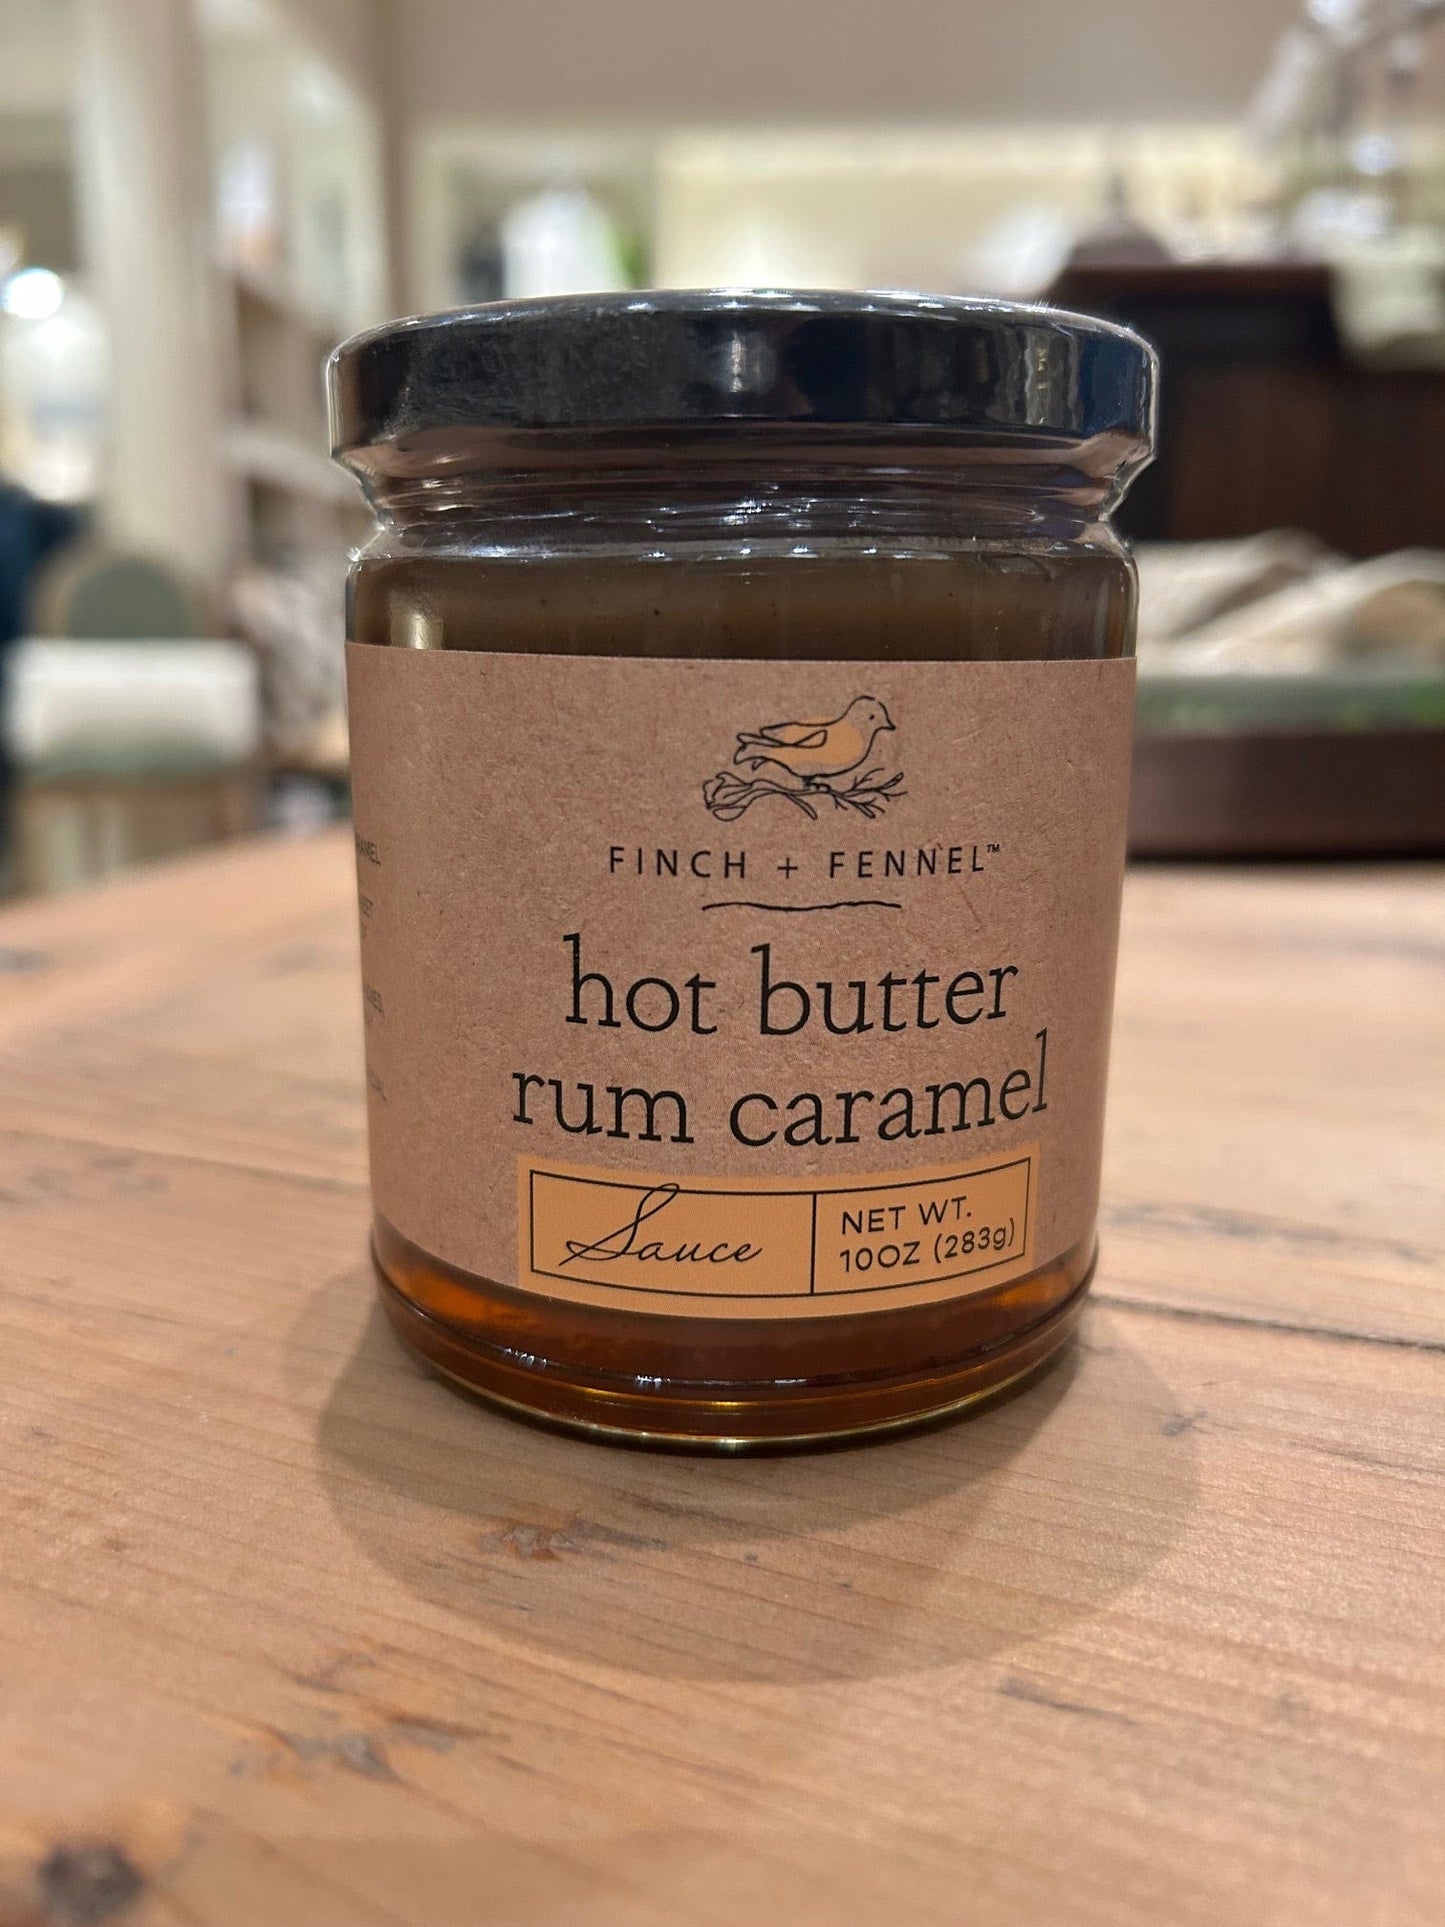 FINCH + FENNEL™
hot butter
rum caramel
Sauce
NET WT.
10OZ (283g)